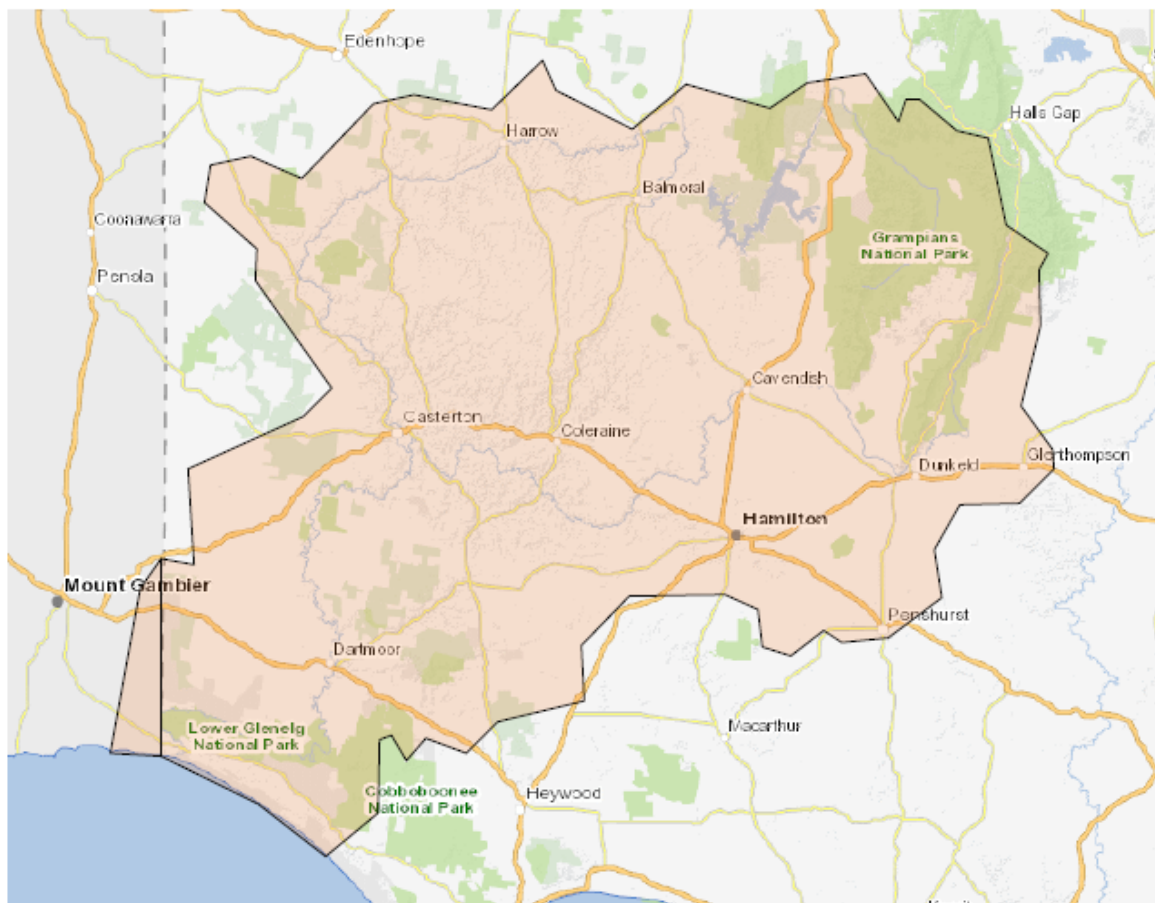 Edenhope
Halls Gap
Harrow
Balmoral
Coonawarra
Grampians
National Park
Penola
Cavendish
Casterton
Coleraine
Dunkeld
Glenthompson
Hamilton
Mount Gambier
Penshurst
Dartmoor
Lower Glenelg
National Park
Macarthur
Cobboboonee
National Park
Heywood